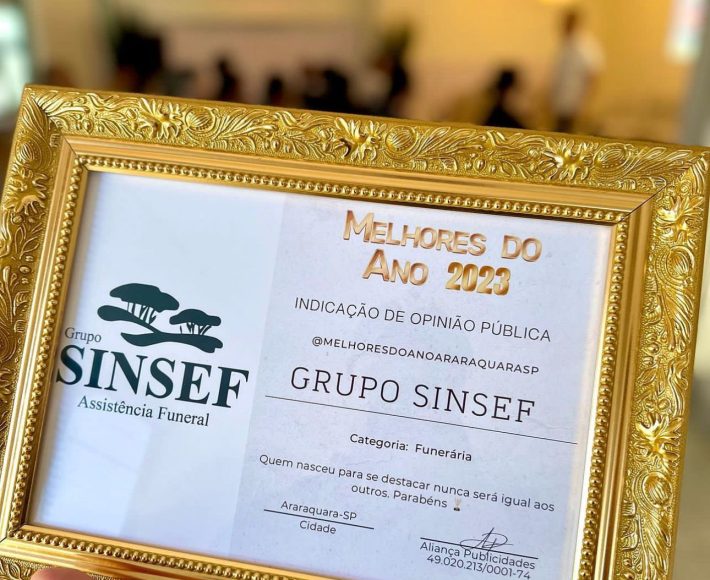 Grupo
SINSEF
Assistência Funeral
MELHORES DO
ANO 2023
INDICAÇÃO DE OPINIÃO PÚBLICA
@MELHORESDOANOARARAQUARASP
GRUPO SINSEF
Categoria: Funerária
Quem nasceu para se destacar nunca será igual aos
outros. Parabéns 🏆
Araraquara-SP
Cidade
Aliança Publicidades
49.020.213/0001-74